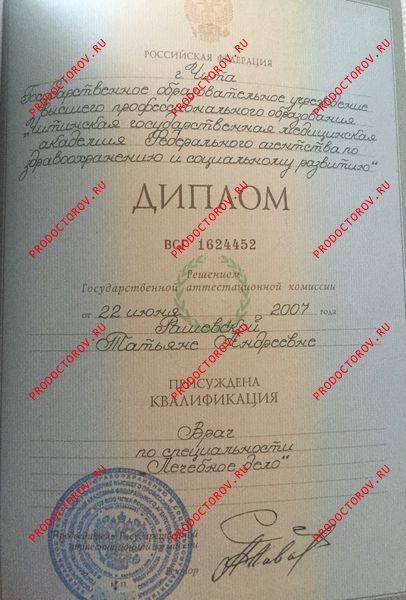 РОССИЙСКАЯ ФЕДЕРАЦИЯ
г. Чита
Государственное образовательное учреждение
высшего профессионального образования
"Читинская государственная медицинская
академия Федерального агентства по
здравоохранению и социальному развитию"
ДИПЛОМ
ВСГ 1624452
Решением
Государственной аттестационной комиссии
от 22 июня 2007 года
Рашевской
Татьяне Андреевне
ПРИСУЖДЕНА
КВАЛИФИКАЦИЯ
Врач
по специальности
"Лечебное дело"
Председатель Государственной
аттестационной комиссии
PRODOCTOROV.RU